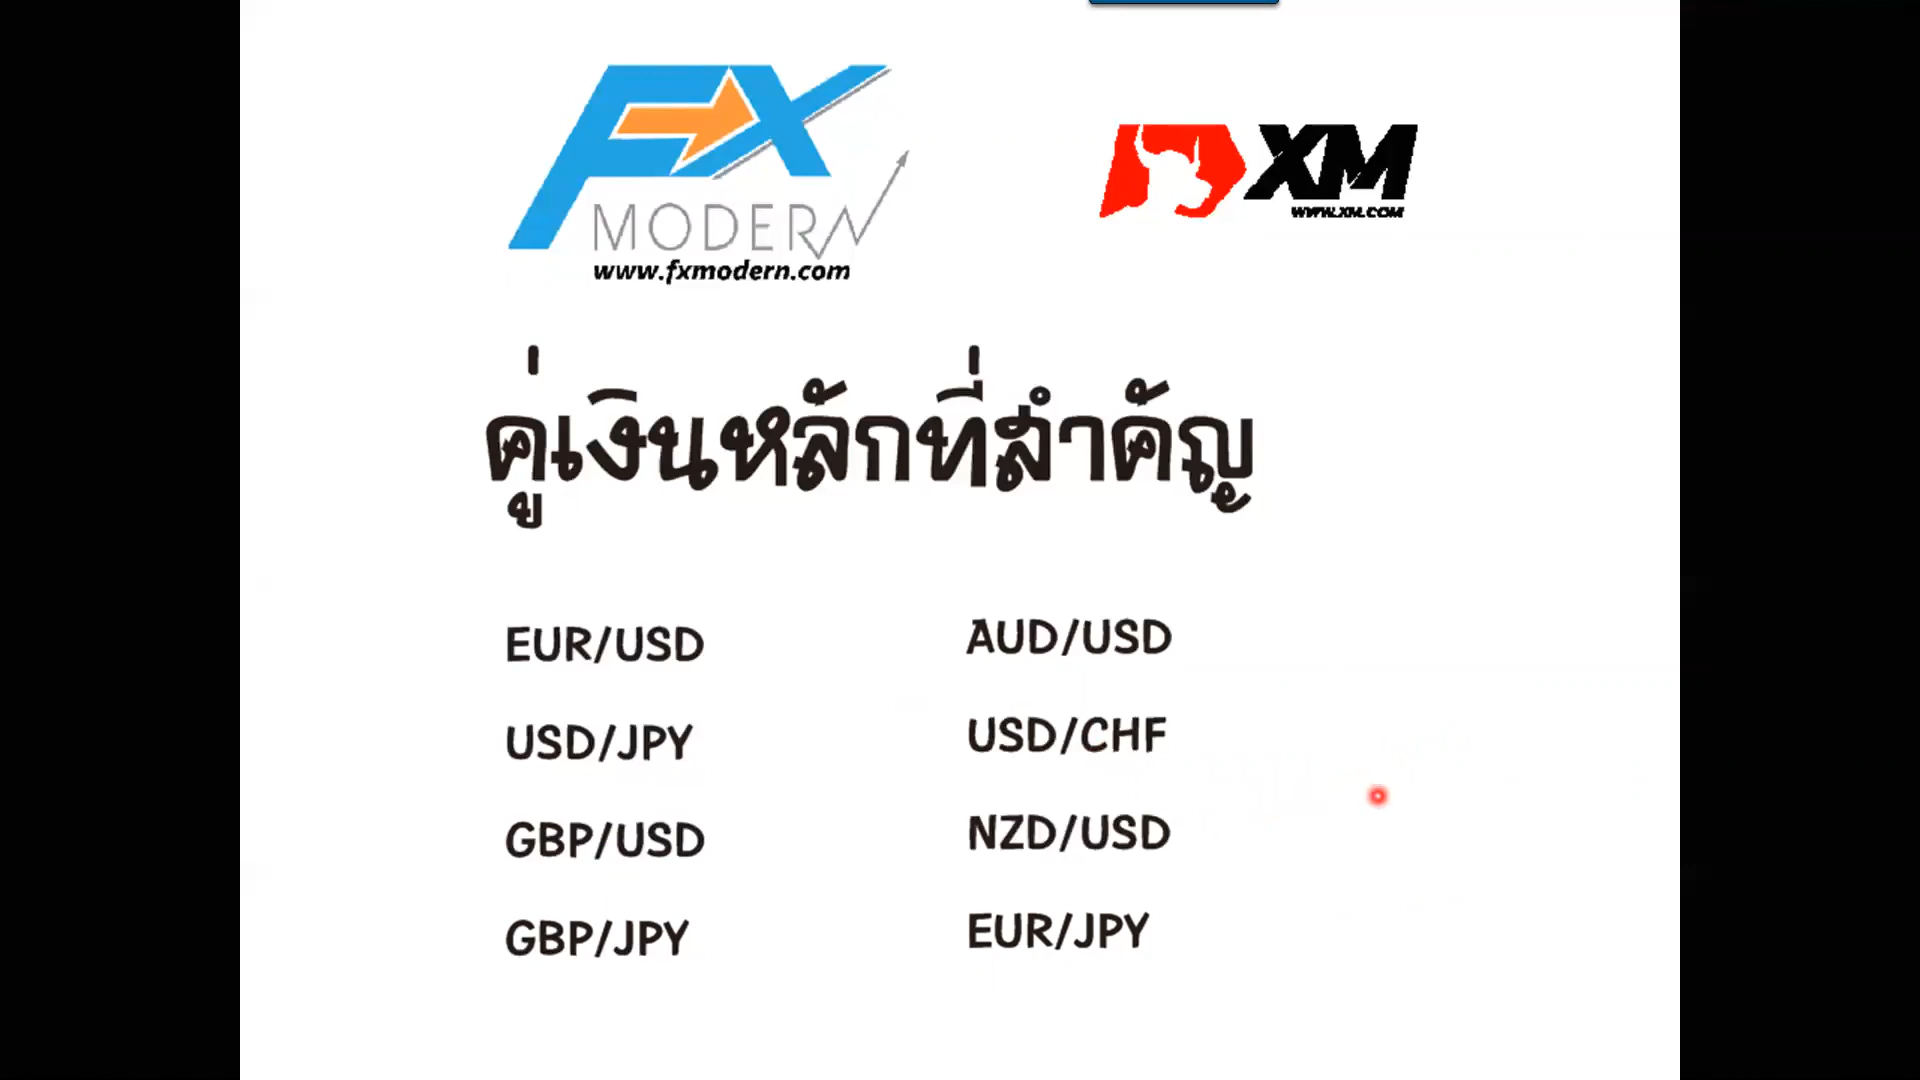 FX
MODERN
www.fxmodern.com
XM
WWW.XM.COM
คู่เงินหลักที่สำคัญ
EUR/USD
USD/JPY
GBP/USD
GBP/JPY
AUD/USD
USD/CHF
NZD/USD
EUR/JPY